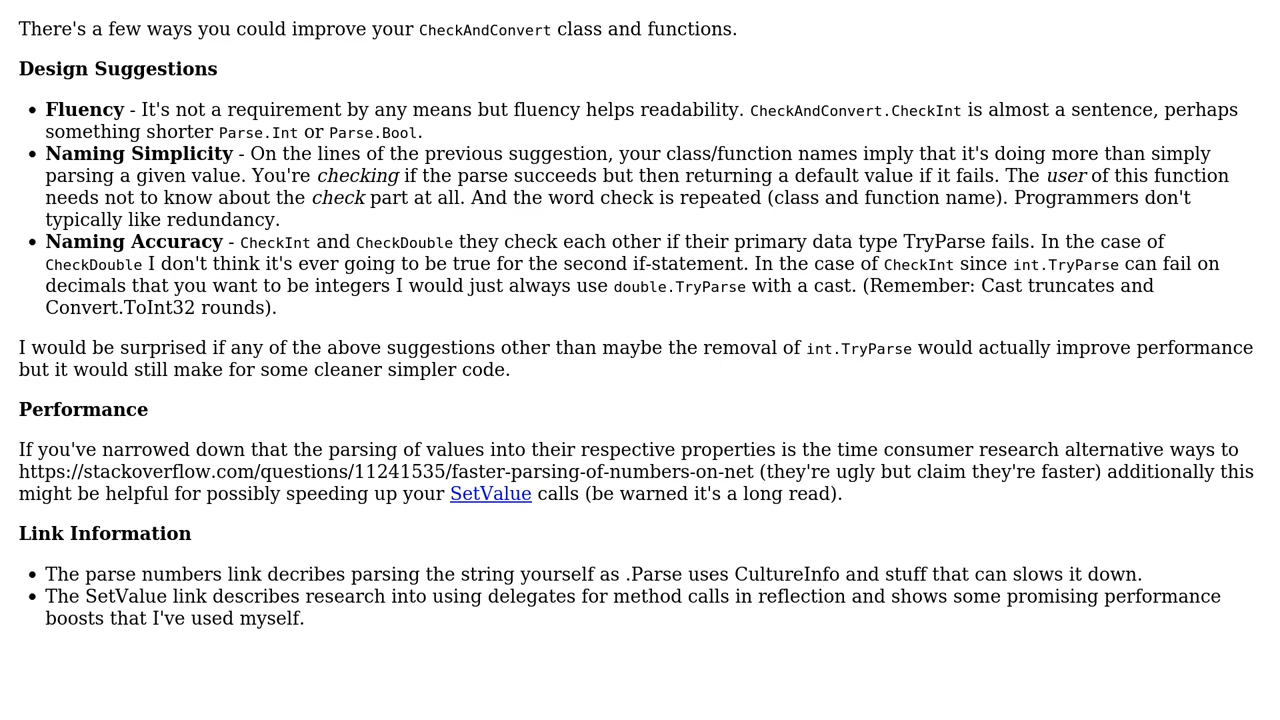 There's a few ways you could improve your CheckAndConvert class and functions.
Design Suggestions
• Fluency - It's not a requirement by any means but fluency helps readability. CheckAndConvert.CheckInt is almost a sentence, perhaps
something shorter Parse.Int or Parse.Bool.
• Naming Simplicity - On the lines of the previous suggestion, your class/function names imply that it's doing more than simply
parsing a given value. You're checking if the parse succeeds but then returning a default value if it fails. The user of this function
needs not to know about the check part at all. And the word check is repeated (class and function name). Programmers don't
typically like redundancy.
• Naming Accuracy - CheckInt and CheckDouble they check each other if their primary data type TryParse fails. In the case of
CheckDouble I don't think it's ever going to be true for the second if-statement. In the case of CheckInt since int.TryParse can fail on
decimals that you want to be integers I would just always use double.TryParse with a cast. (Remember: Cast truncates and
Convert.ToInt32 rounds).
I would be surprised if any of the above suggestions other than maybe the removal of int.TryParse would actually improve performance
but it would still make for some cleaner simpler code.
Performance
If you've narrowed down that the parsing of values into their respective properties is the time consumer research alternative ways to
https://stackoverflow.com/questions/11241535/faster-parsing-of-numbers-on-net (they're ugly but claim they're faster) additionally this
might be helpful for possibly speeding up your SetValue calls (be warned it's a long read).
Link Information
• The parse numbers link decribes parsing the string yourself as .Parse uses CultureInfo and stuff that can slows it down.
• The SetValue link describes research into using delegates for method calls in reflection and shows some promising performance
boosts that I've used myself.